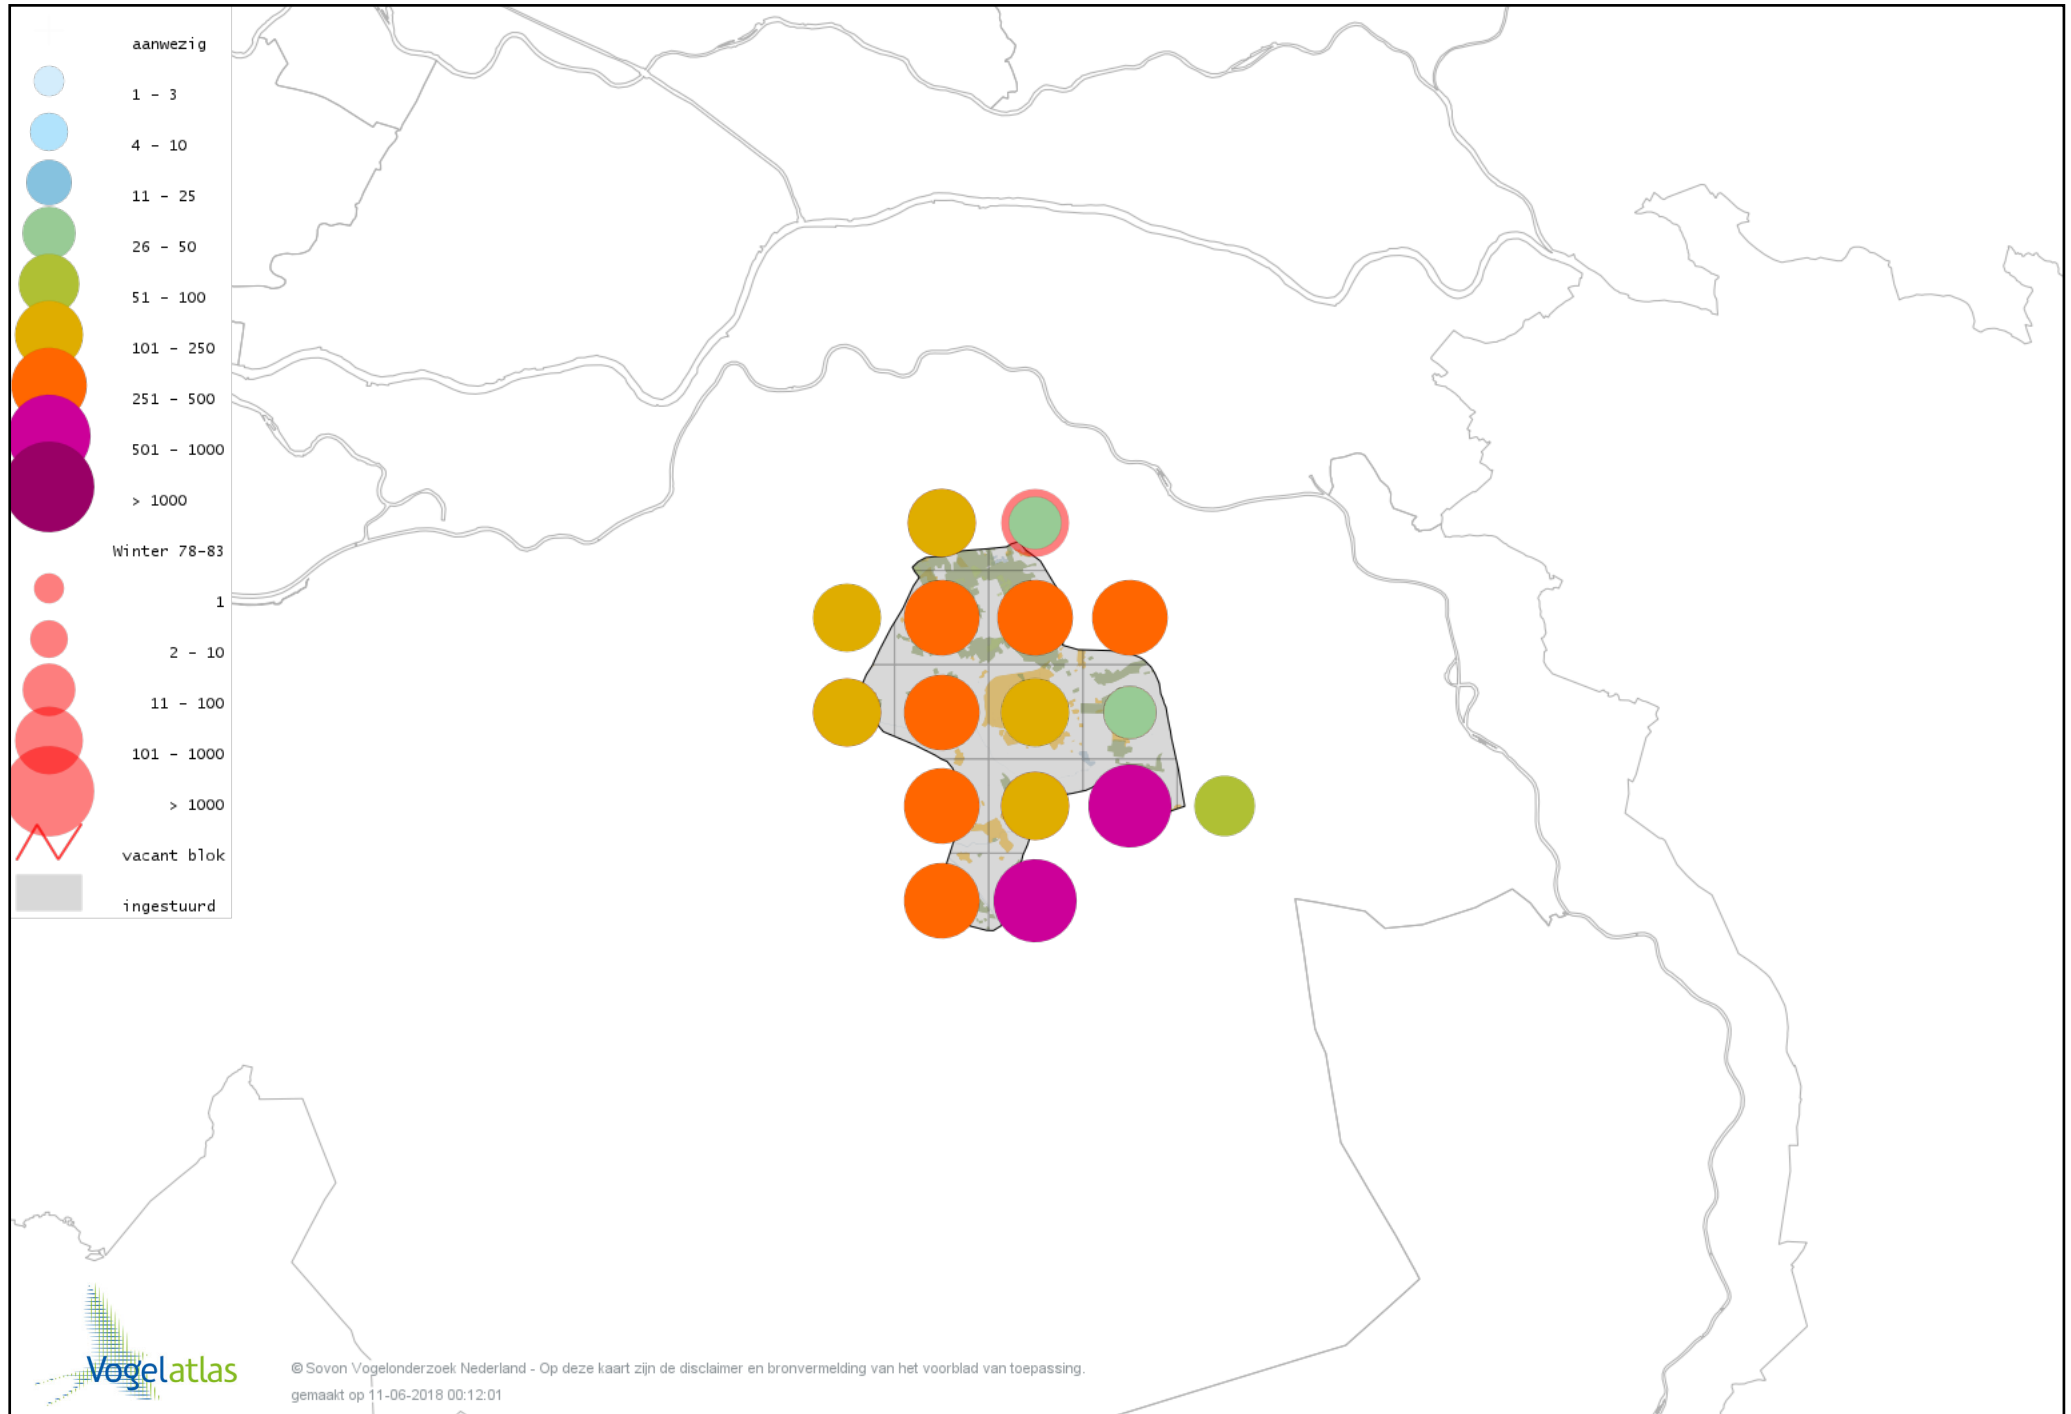 aanwezig
1 - 3
4 - 10
11 - 25
26 - 50
51 - 100
101 - 250
251 - 500
501 - 1000
> 1000
Winter 78-83
1
2 - 10
11 - 100
101 - 1000
> 1000
vacant blok
ingestuurd
Vogelatlas
© Sovon Vogelonderzoek Nederland - Op deze kaart zijn de disclaimer en bronvermelding van het voorblad van toepassing.
gemaakt op 11-06-2018 00:12:01